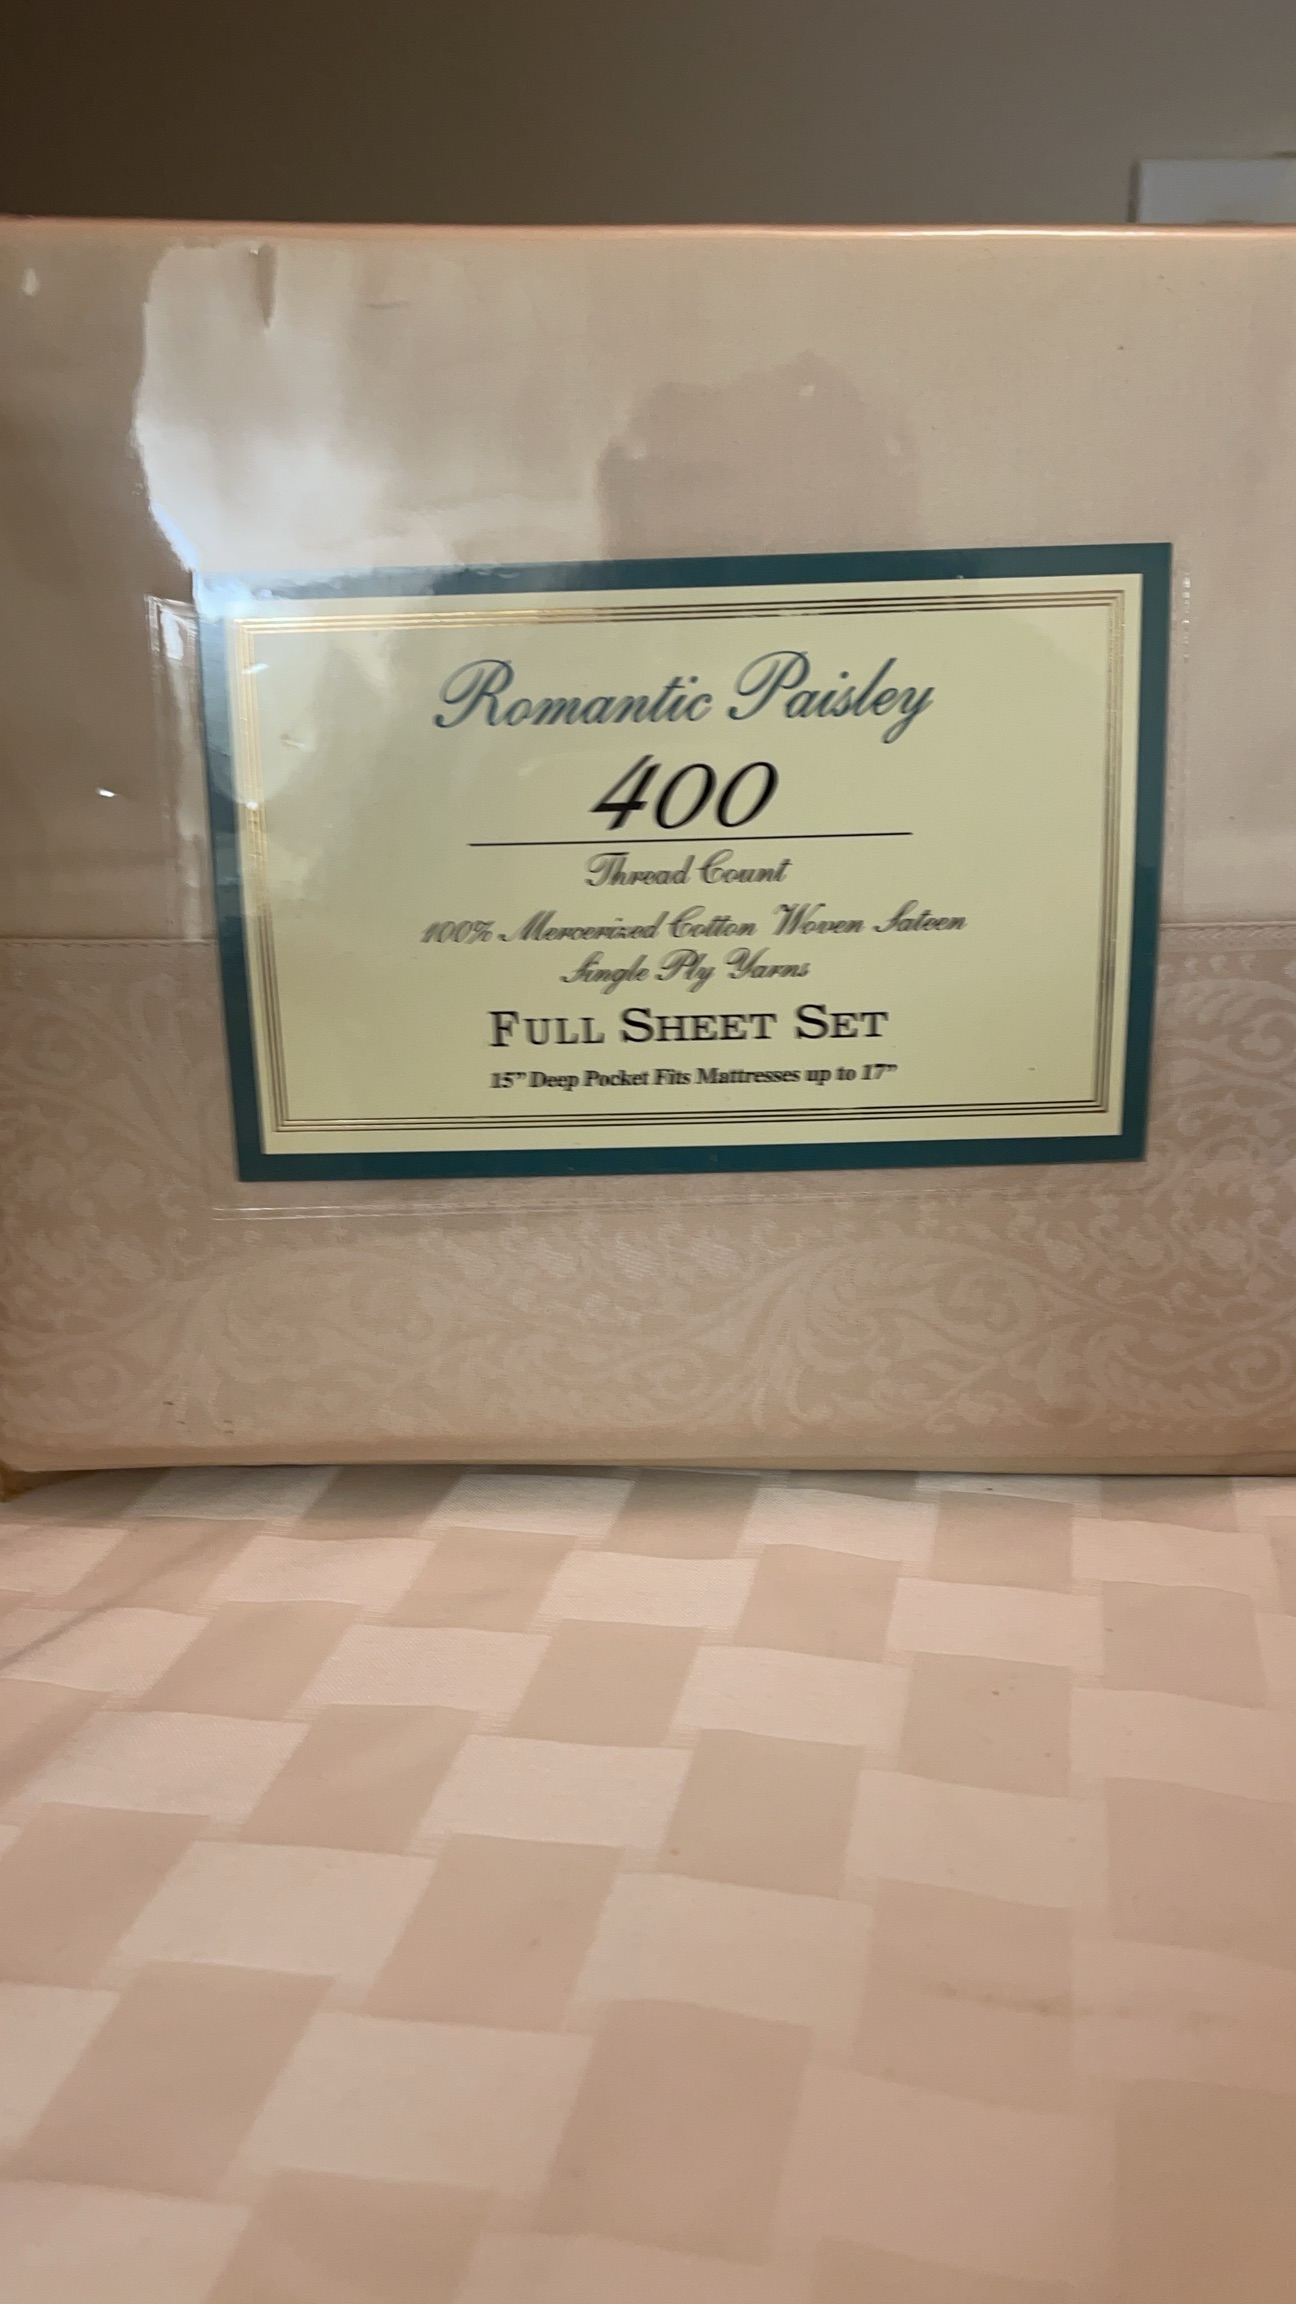 Romantic Paisley
400
Thread Count
100% Mercerized Cotton Woven Sateen
Single Ply Yarns
FULL SHEET SET
15" Deep Pocket Fits Mattresses up to 17"